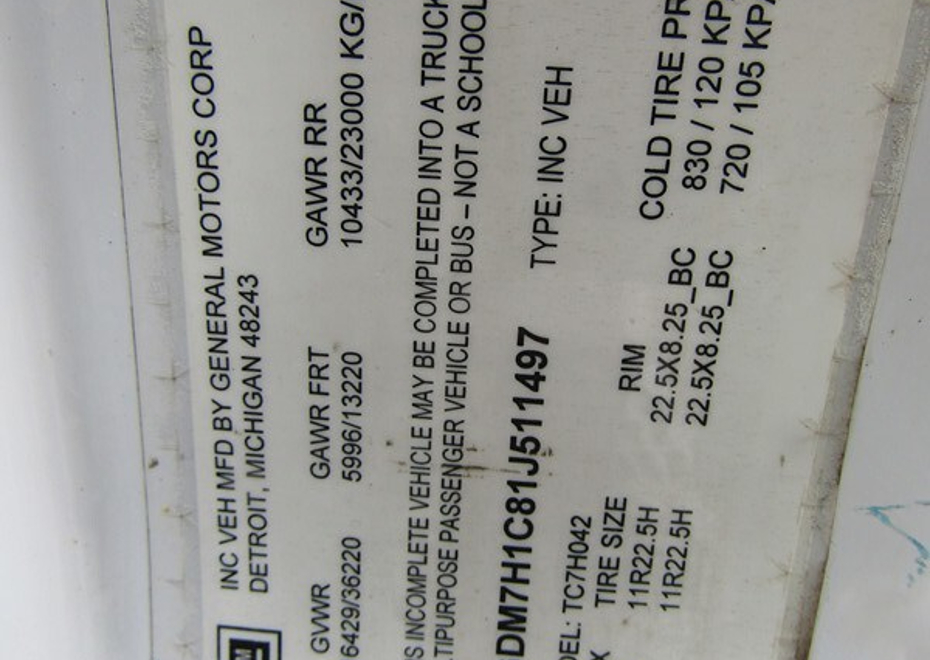 INC VEH MFD BY GENERAL MOTORS CORP
DETROIT, MICHIGAN 48243
GVWR GAWR FRT GAWR RR
6429/36220 5996/13220 10433/23000 KG/
S INCOMPLETE VEHICLE MAY BE COMPLETED INTO A TRUCK
TIPURPOSE PASSENGER VEHICLE OR BUS – NOT A SCHOOL
DM7H1C81J511497 TYPE: INC VEH
DEL: TC7H042
TIRE SIZE RIM COLD TIRE PR
11R22.5H 22.5X8.25_BC 830 / 120 KP
11R22.5H 22.5X8.25_BC 720 / 105 KPA